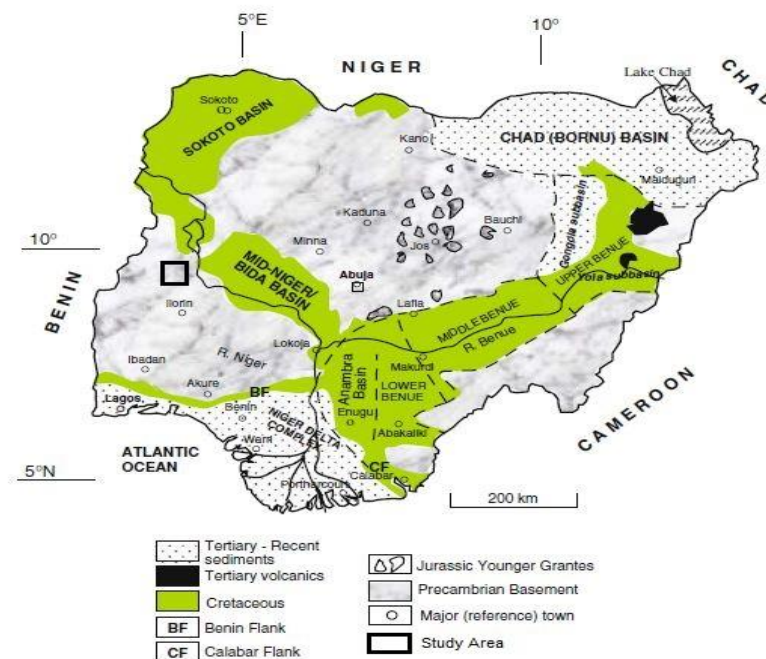 5°E
10°
NIGER
Lake Chad
CHAD
Sokoto
SOKOTO BASIN
Kano
CHAD (BORNU) BASIN
Maiduguri
Kaduna
Bauchi
Gongola subbasin
10°
Minna
Jos
MID-NIGER/
BIDA BASIN
Abuja
UPPER BENUE
Yola subbasin
BENIN
Ilorin
Lafia
MIDDLE BENUE
R. Benue
Lokoja
Ibadan
R. Niger
Makurdi
Anambra
Basin
LOWER
BENUE
Akure
BF
Lagos
Benin
Enugu
CAMEROON
NIGER DELTA
COMPLEX
Abakaliki
Warri
ATLANTIC
OCEAN
5°N
CF
Calabar
Portharcourt
200 km
Tertiary - Recent
sediments
Tertiary volcanics
Cretaceous
BF Benin Flank
CF Calabar Flank
Jurassic Younger Grantes
Precambrian Basement
Major (reference) town
Study Area